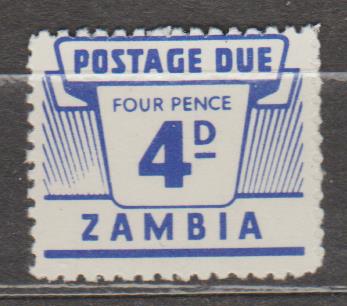 POSTAGE DUE
FOUR PENCE
4D
ZAMBIA